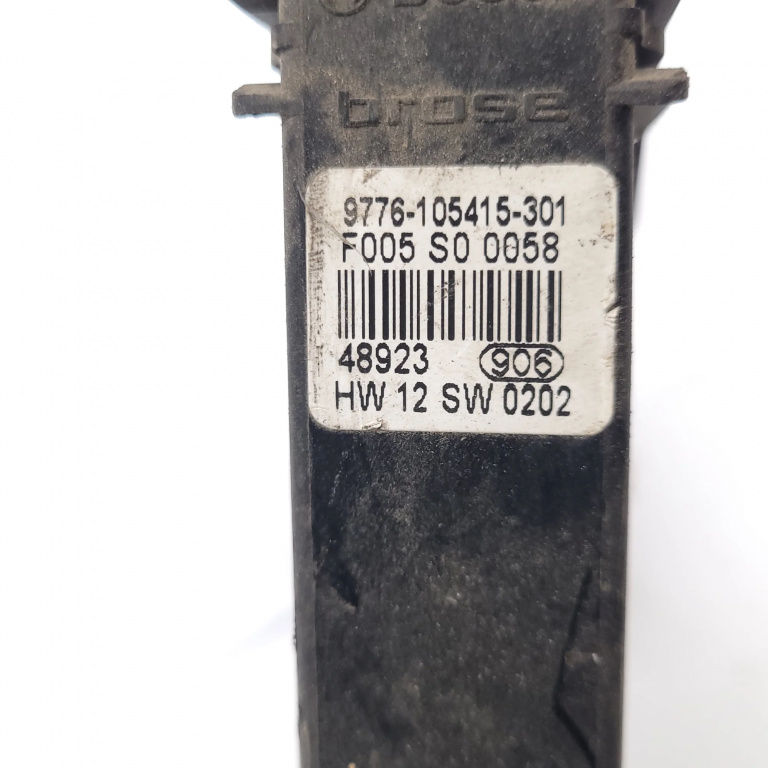 brose
9776-105415-301
F005 S0 0058
48923 906
HW 12 SW 0202